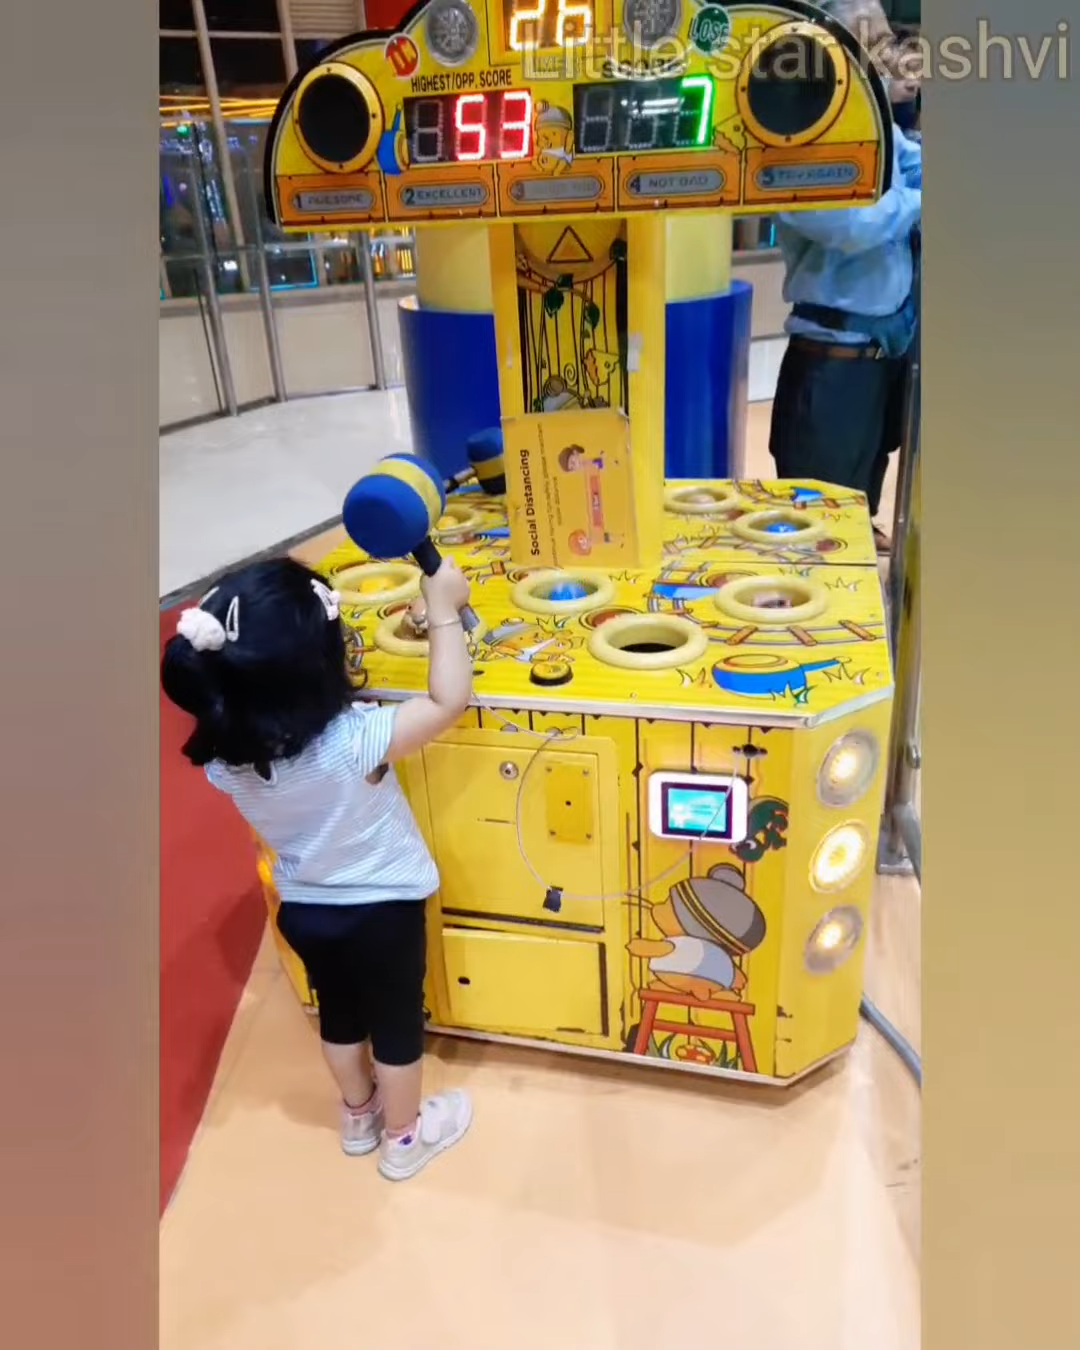 26
LOSE
Little star kashvi
HIGHEST/OPP.SCORE
53
7
1 AWESOME
2 EXCELLENT
3
4 NOT BAD
5 TRY AGAIN
Social Distancing